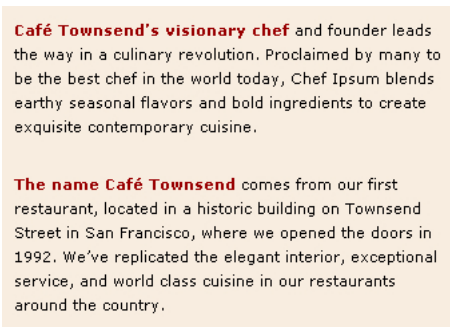 Café Townsend's visionary chef and founder leads
the way in a culinary revolution. Proclaimed by many to
be the best chef in the world today, Chef Ipsum blends
earthy seasonal flavors and bold ingredients to create
exquisite contemporary cuisine.
The name Café Townsend comes from our first
restaurant, located in a historic building on Townsend
Street in San Francisco, where we opened the doors in
1992. We've replicated the elegant interior, exceptional
service, and world class cuisine in our restaurants
around the country.